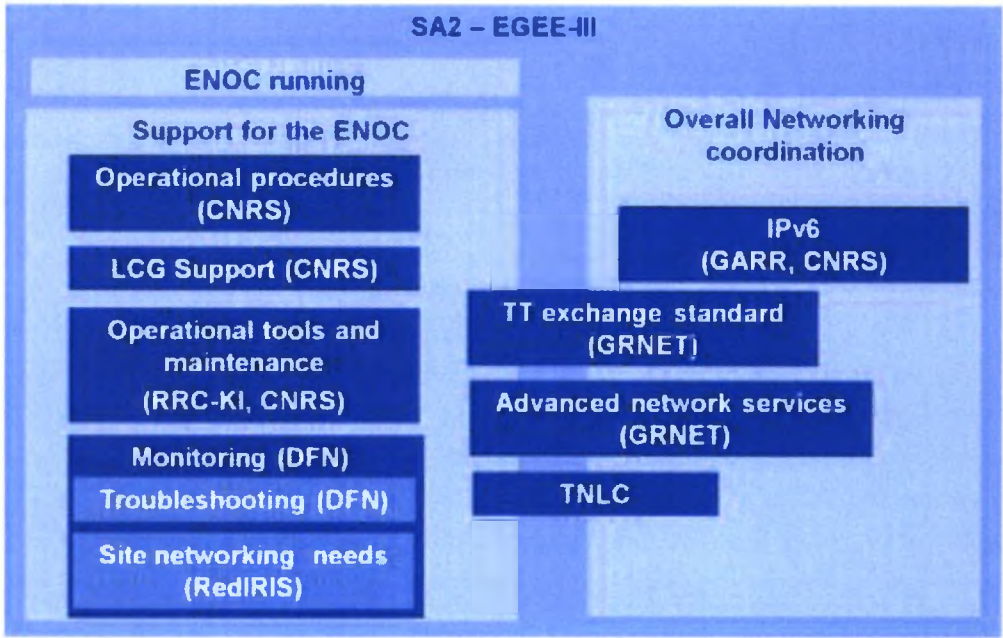 SA2 – EGEE-III
ENOC running
Support for the ENOC
Operational procedures
(CNRS)
LCG Support (CNRS)
Operational tools and
maintenance
(RRC-KI, CNRS)
Monitoring (DFN)
Troubleshooting (DFN)
Site networking needs
(RedIRIS)
Overall Networking
coordination
IPv6
(GARR, CNRS)
TT exchange standard
(GRNET)
Advanced network services
(GRNET)
TNLC